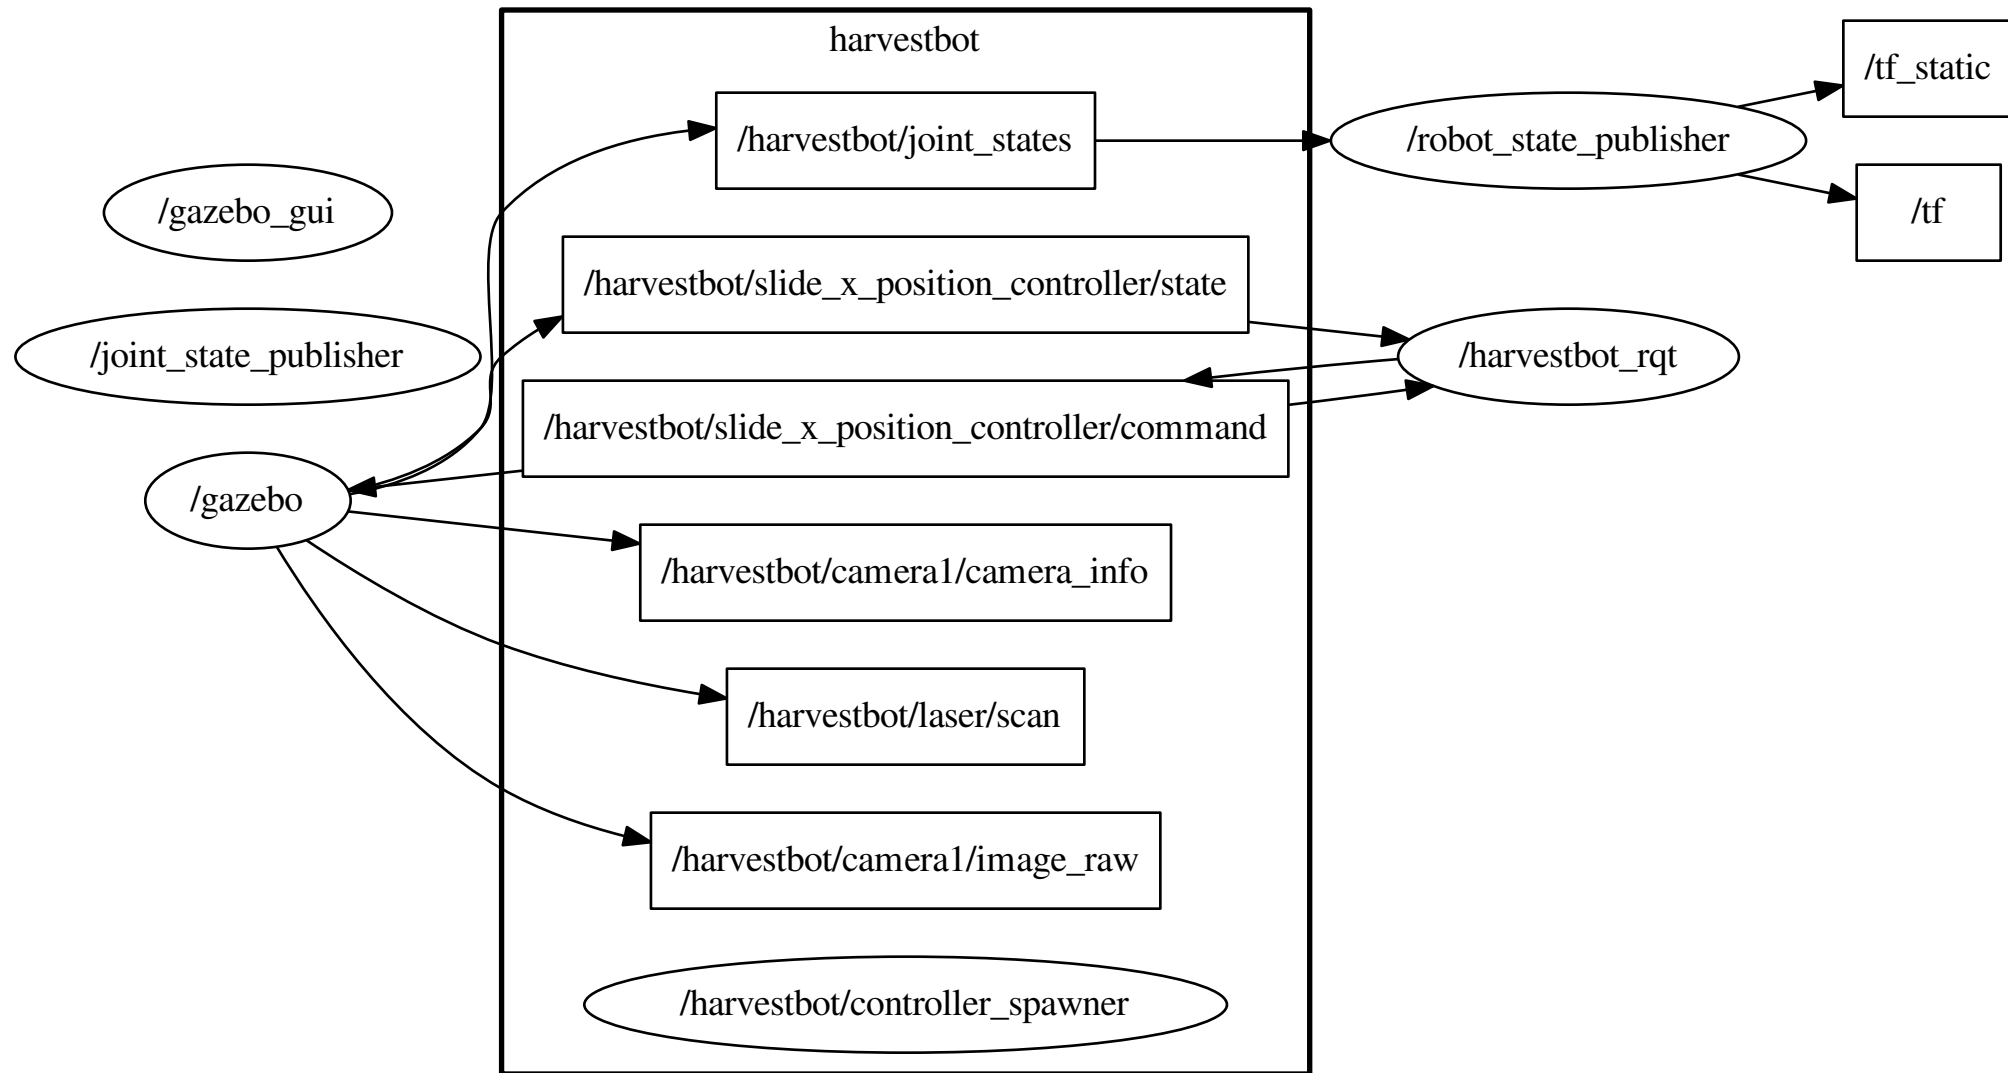 harvestbot
/tf_static
/harvestbot/joint_states
/robot_state_publisher
/gazebo_gui
/tf
/harvestbot/slide_x_position_controller/state
/joint_state_publisher
/harvestbot_rqt
/harvestbot/slide_x_position_controller/command
/gazebo
/harvestbot/camera1/camera_info
/harvestbot/laser/scan
/harvestbot/camera1/image_raw
/harvestbot/controller_spawner